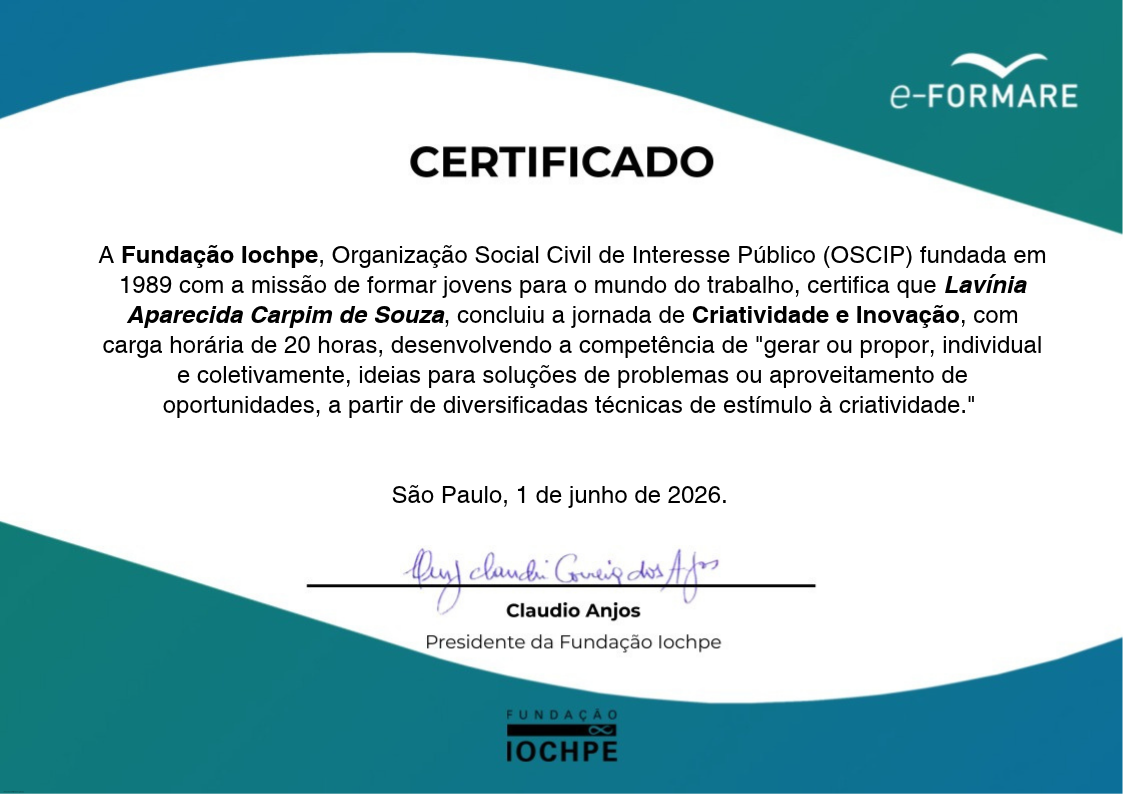 e-FORMARE
CERTIFICADO
A Fundação Iochpe, Organização Social Civil de Interesse Público (OSCIP) fundada em
1989 com a missão de formar jovens para o mundo do trabalho, certifica que Lavínia
Aparecida Carpim de Souza, concluiu a jornada de Criatividade e Inovação, com
carga horária de 20 horas, desenvolvendo a competência de "gerar ou propor, individual
e coletivamente, ideias para soluções de problemas ou aproveitamento de
oportunidades, a partir de diversificadas técnicas de estímulo à criatividade."
São Paulo, 1 de junho de 2026.
Claudio Anjos
Presidente da Fundação Iochpe
FUNDAÇÃO
IOCHPE